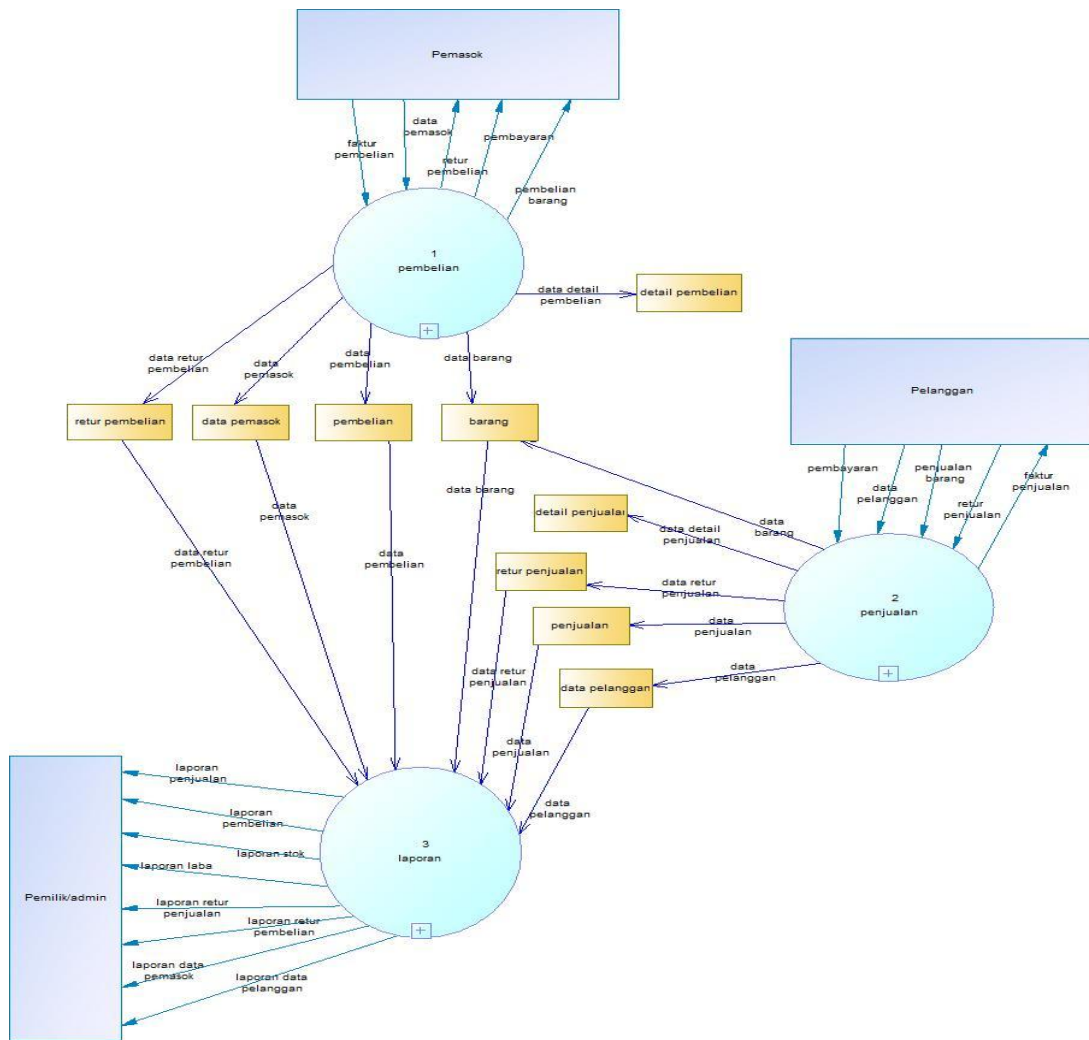 Pemasok
faktur
pembelian
data
pemasok
retur
pembelian
pembayaran
pembelian
barang
1
pembelian
data detail
pembelian
detail pembelian
data retur
pembelian
data
pemasok
data
pembelian
data barang
retur pembelian
data pemasok
pembelian
barang
Pelanggan
pembayaran
data
pelanggan
penjualan
barang
retur
penjualan
faktur
penjualan
data barang
data
barang
detail penjualan
data detail
penjualan
data
pemasok
data retur
pembelian
data
pembelian
retur penjualan
data retur
penjualan
2
penjualan
penjualan
data
penjualan
data retur
penjualan
data pelanggan
data
pelanggan
data
penjualan
data
pelanggan
3
laporan
laporan
penjualan
laporan
pembelian
laporan stok
laporan laba
Pemilik/admin
laporan retur
penjualan
laporan retur
pembelian
laporan data
pemasok
laporan data
pelanggan